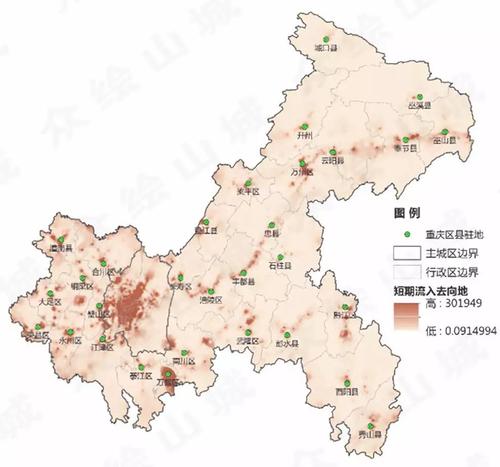 众绘山城
城口县
巫溪县
开州
巫山县
奉节县
云阳县
万州区
梁平区
图 例
重庆区县驻地
主城区边界
行政区边界
短期流入去向地
高 : 301949
低 : 0.0914994
垫江县
忠县
潼南县
石柱县
合川区
丰都县
铜梁区
长寿区
大足区
涪陵区
璧山区
黔江区
永川区
江津区
武隆区
彭水县
南川区
綦江区
万盛区
酉阳县
秀山县